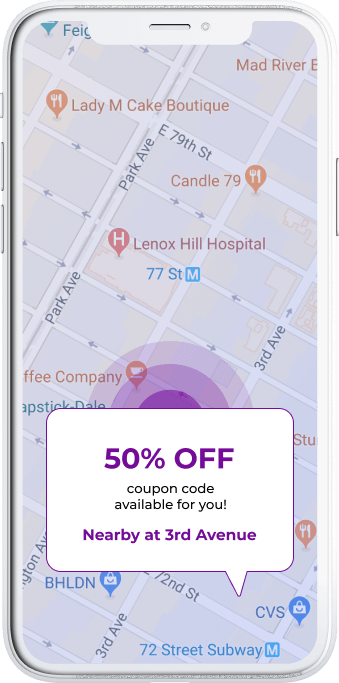 Feig
Mad River E
Lady M Cake Boutique
E 79th St
Park Ave
Candle 79
H
Lenox Hill Hospital
77 St M
Park Ave
3rd Ave
ffee Company
apstick-Dale
Stu
50% OFF
coupon code
available for you!
Nearby at 3rd Avenue
ngton Av
BHLDN
72nd St
CVS
3rd Ave
72 Street Subway M